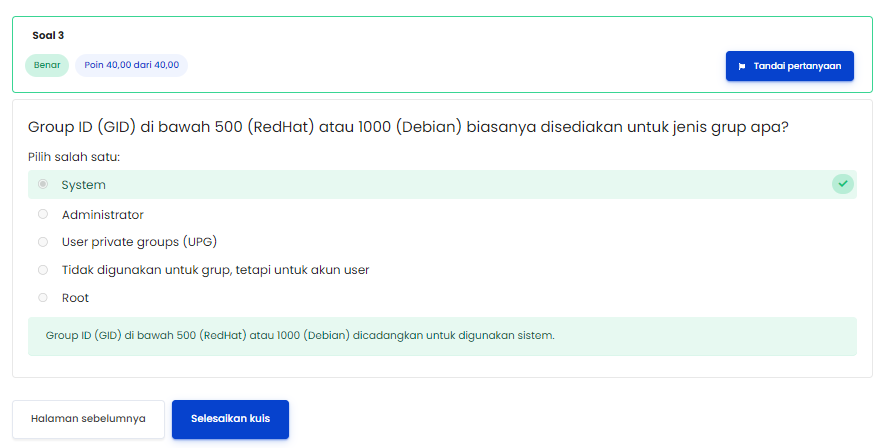 Soal 3
Benar
Poin 40,00 dari 40,00
Tandai pertanyaan
Group ID (GID) di bawah 500 (RedHat) atau 1000 (Debian) biasanya disediakan untuk jenis grup apa?
Pilih salah satu:
System
Administrator
User private groups (UPG)
Tidak digunakan untuk grup, tetapi untuk akun user
Root
Group ID (GID) di bawah 500 (RedHat) atau 1000 (Debian) dicadangkan untuk digunakan sistem.
Halaman sebelumnya
Selesaikan kuis